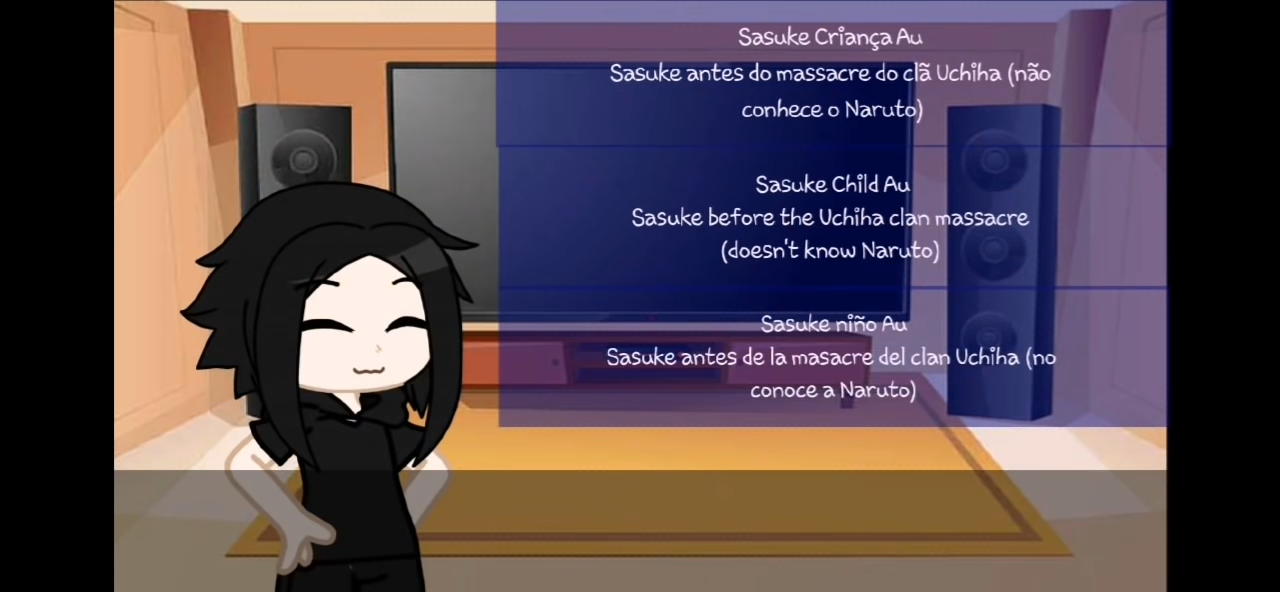 Sasuke Criança Au
Sasuke antes do massacre do clã Uchiha (não
conhece o Naruto)
Sasuke Child Au
Sasuke before the Uchiha clan massacre
(doesn't know Naruto)
Sasuke niño Au
Sasuke antes de la masacre del clan Uchiha (no
conoce a Naruto)